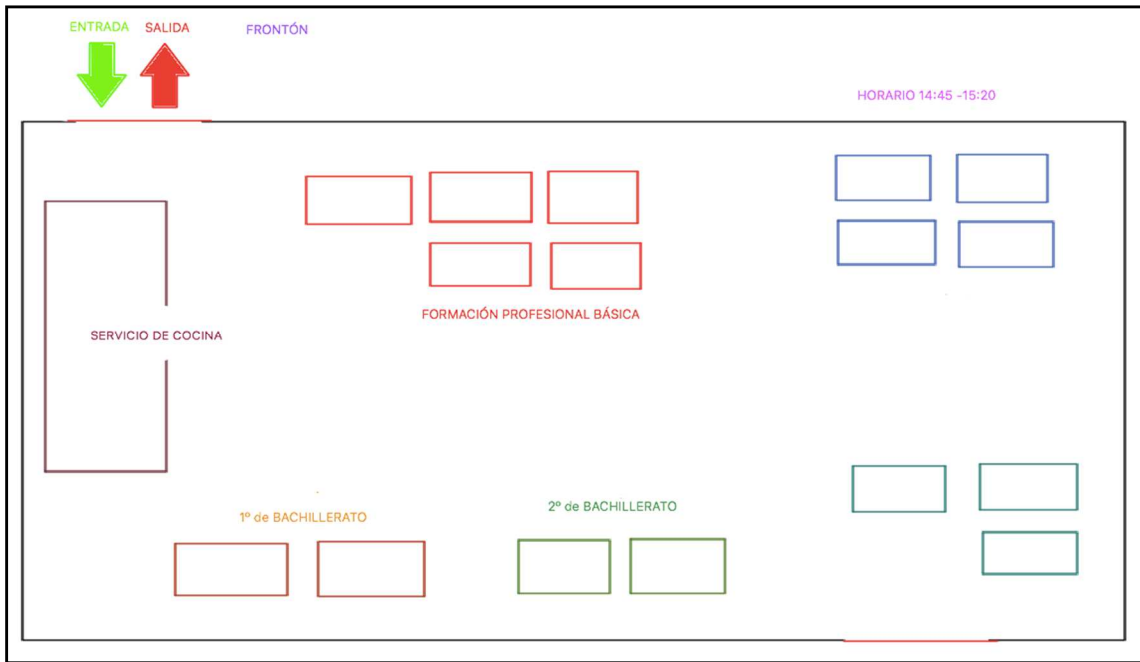 ENTRADA
SALIDA
FRONTÓN
HORARIO 14:45 -15:20
FORMACIÓN PROFESIONAL BÁSICA
SERVICIO DE COCINA
1º de BACHILLERATO
2º de BACHILLERATO